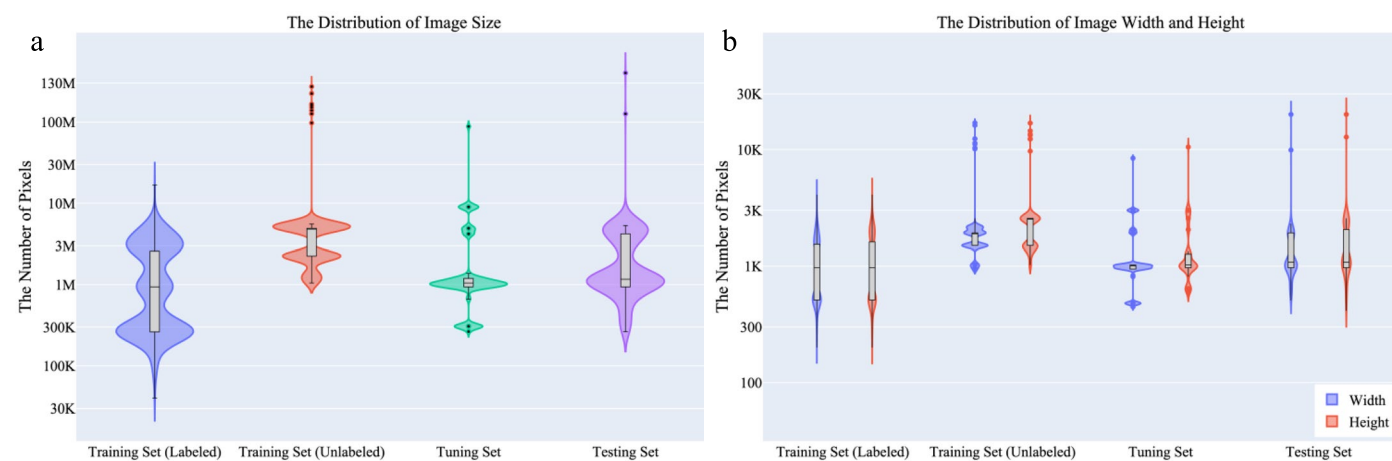 a
The Distribution of Image Size
The Number of Pixels
130M
100M
30M
10M
3M
1M
300K
100K
30K
Training Set (Labeled)
Training Set (Unlabeled)
Tuning Set
Testing Set
b
The Distribution of Image Width and Height
The Number of Pixels
30K
10K
3K
1K
300
100
Training Set (Labeled)
Training Set (Unlabeled)
Tuning Set
Testing Set
Width
Height